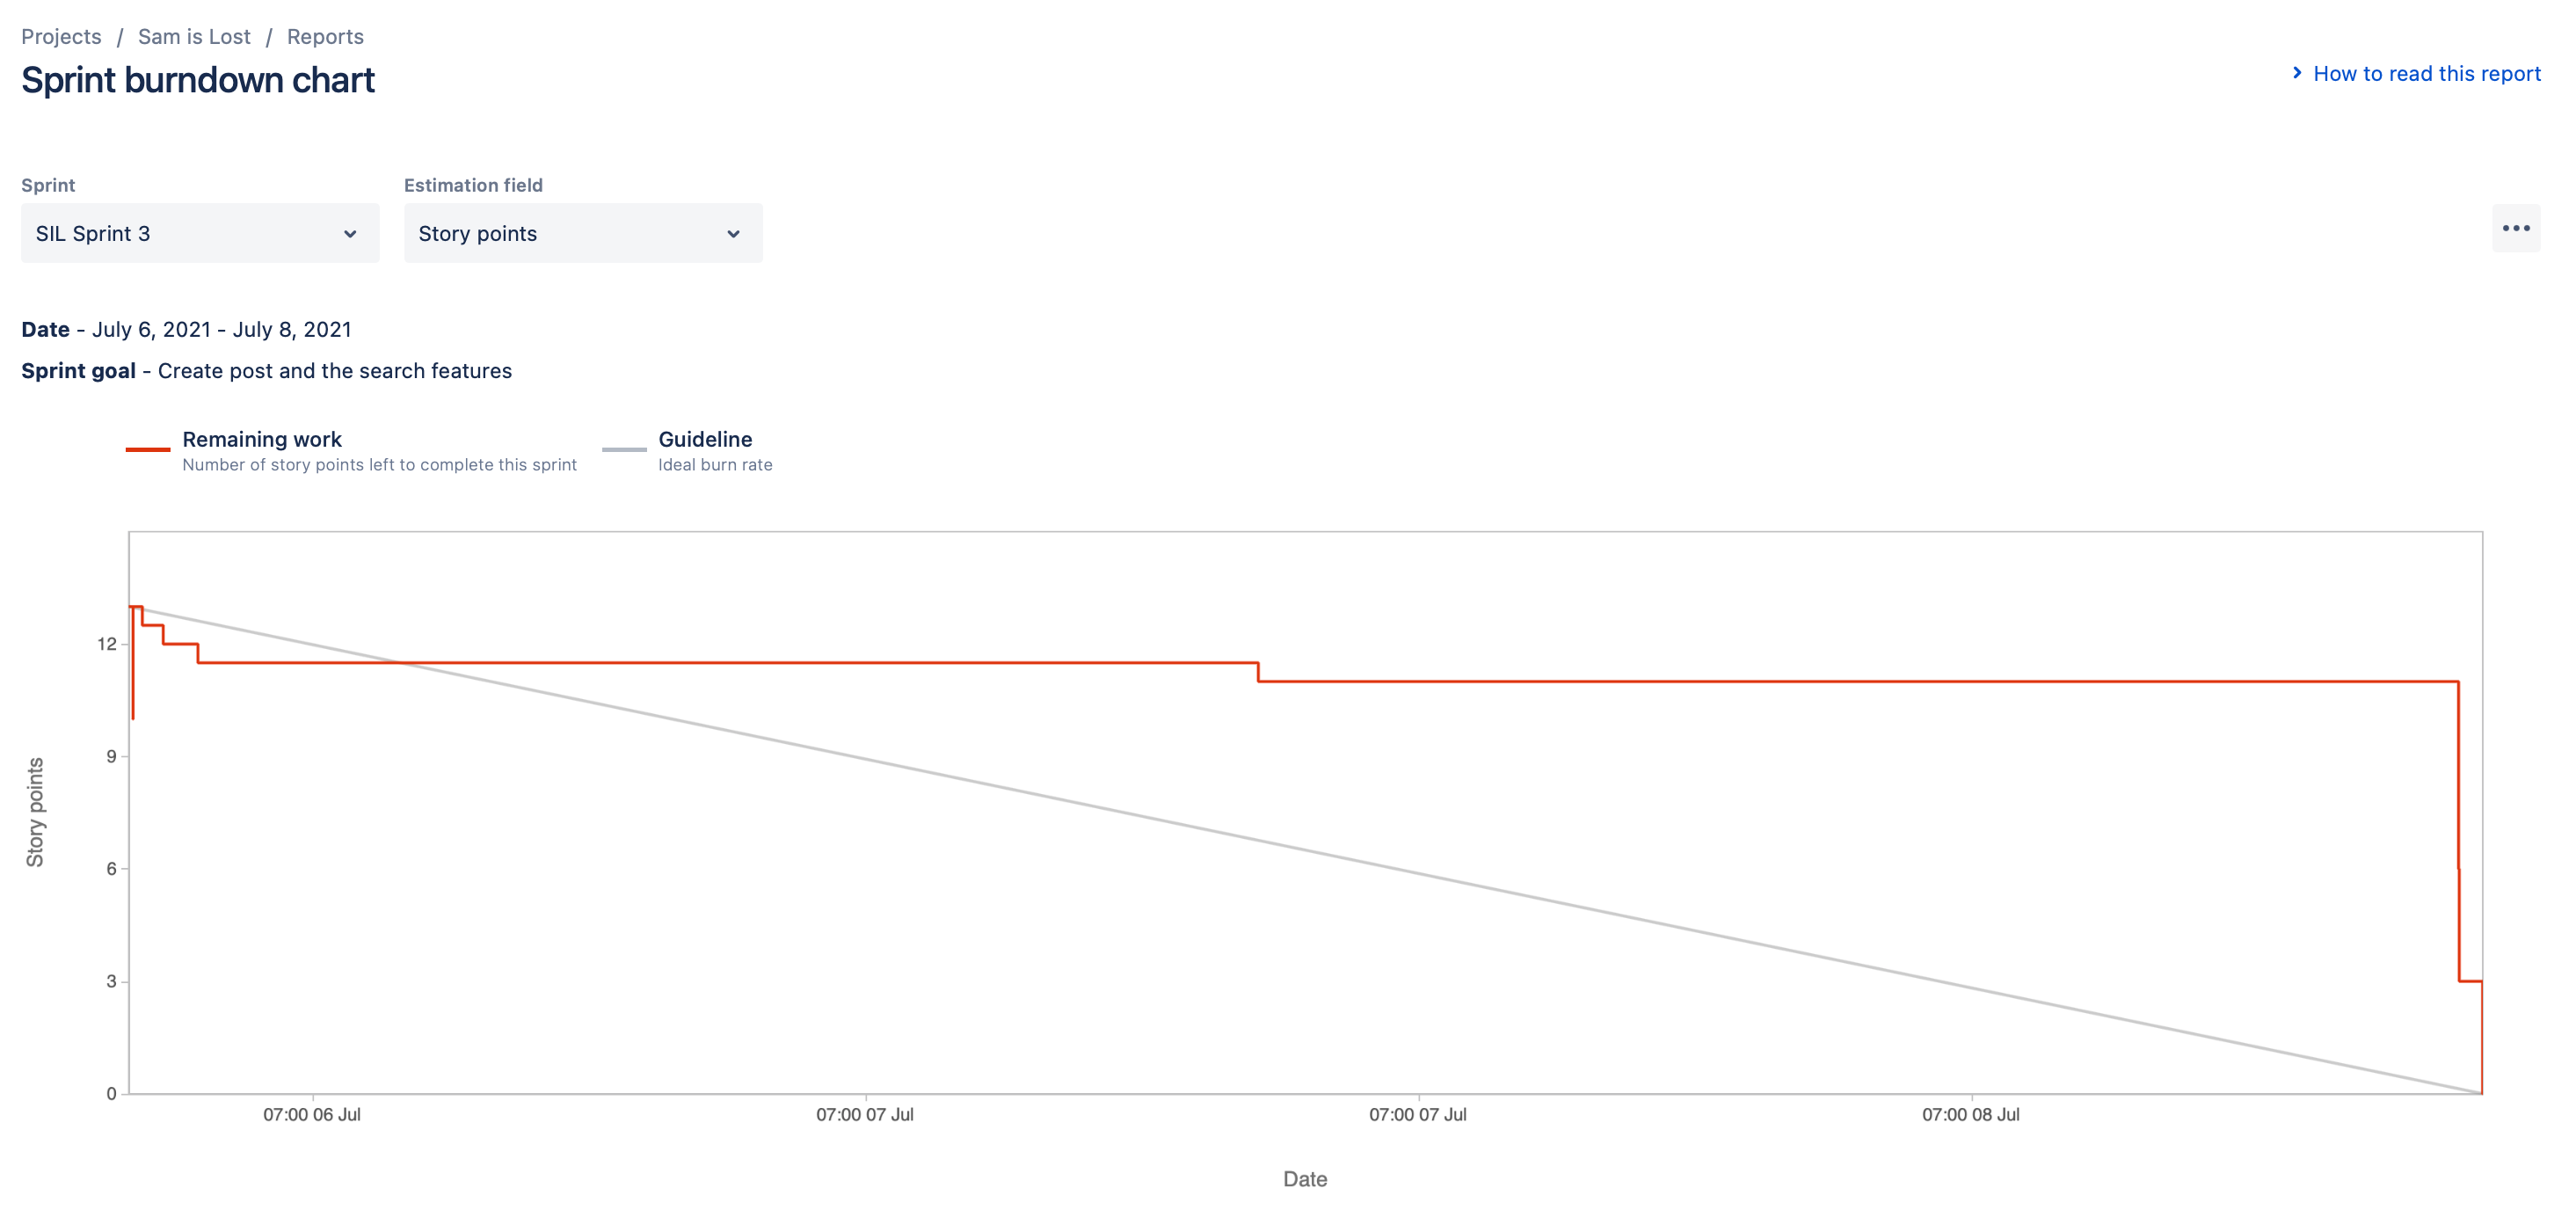 Projects / Sam is Lost / Reports
Sprint burndown chart
How to read this report
Sprint
Estimation field
SIL Sprint 3
Story points
Date - July 6, 2021 - July 8, 2021
Sprint goal - Create post and the search features
Remaining work
Number of story points left to complete this sprint
Guideline
Ideal burn rate
12
9
6
3
0
Story points
07:00 06 Jul
07:00 07 Jul
07:00 07 Jul
07:00 08 Jul
Date